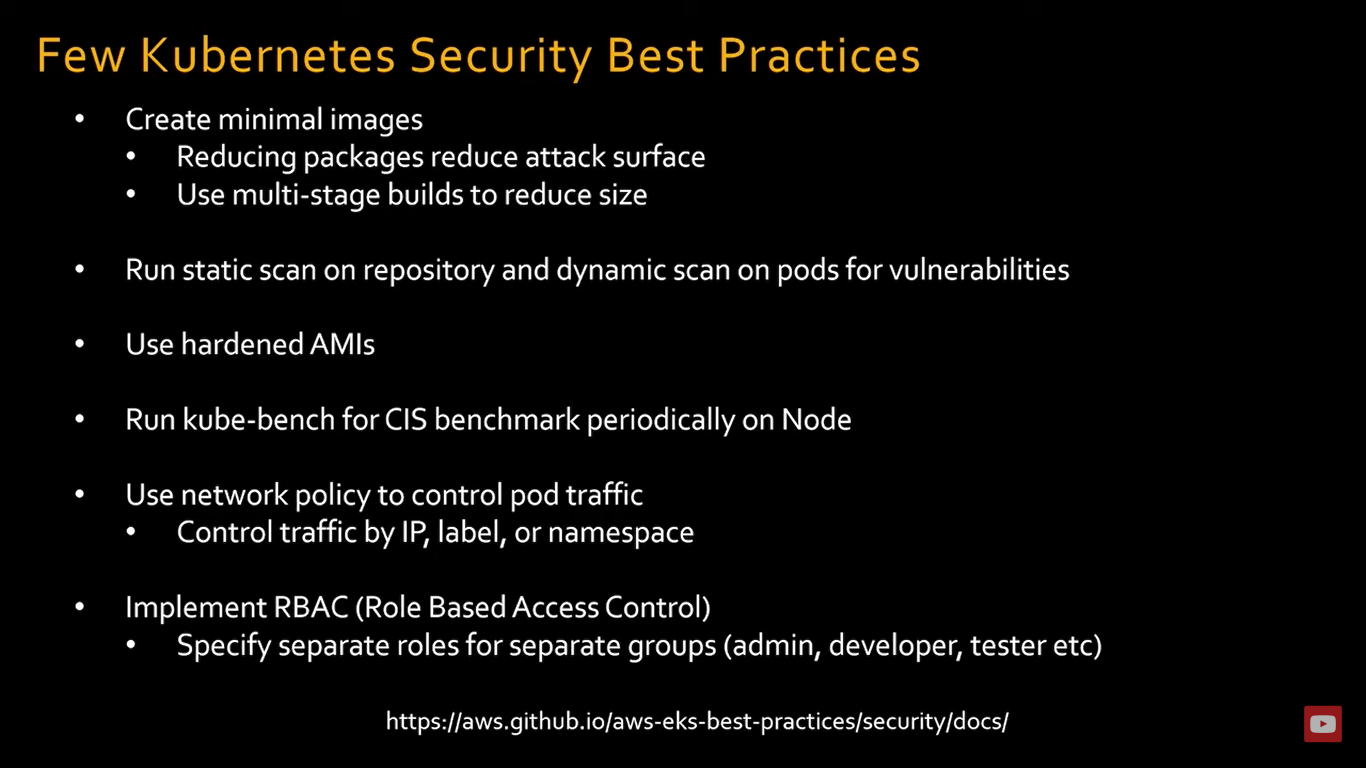 Few Kubernetes Security Best Practices
• Create minimal images
• Reducing packages reduce attack surface
• Use multi-stage builds to reduce size
• Run static scan on repository and dynamic scan on pods for vulnerabilities
• Use hardened AMIs
• Run kube-bench for CIS benchmark periodically on Node
• Use network policy to control pod traffic
• Control traffic by IP, label, or namespace
• Implement RBAC (Role Based Access Control)
• Specify separate roles for separate groups (admin, developer, tester etc)
https://aws.github.io/aws-eks-best-practices/security/docs/